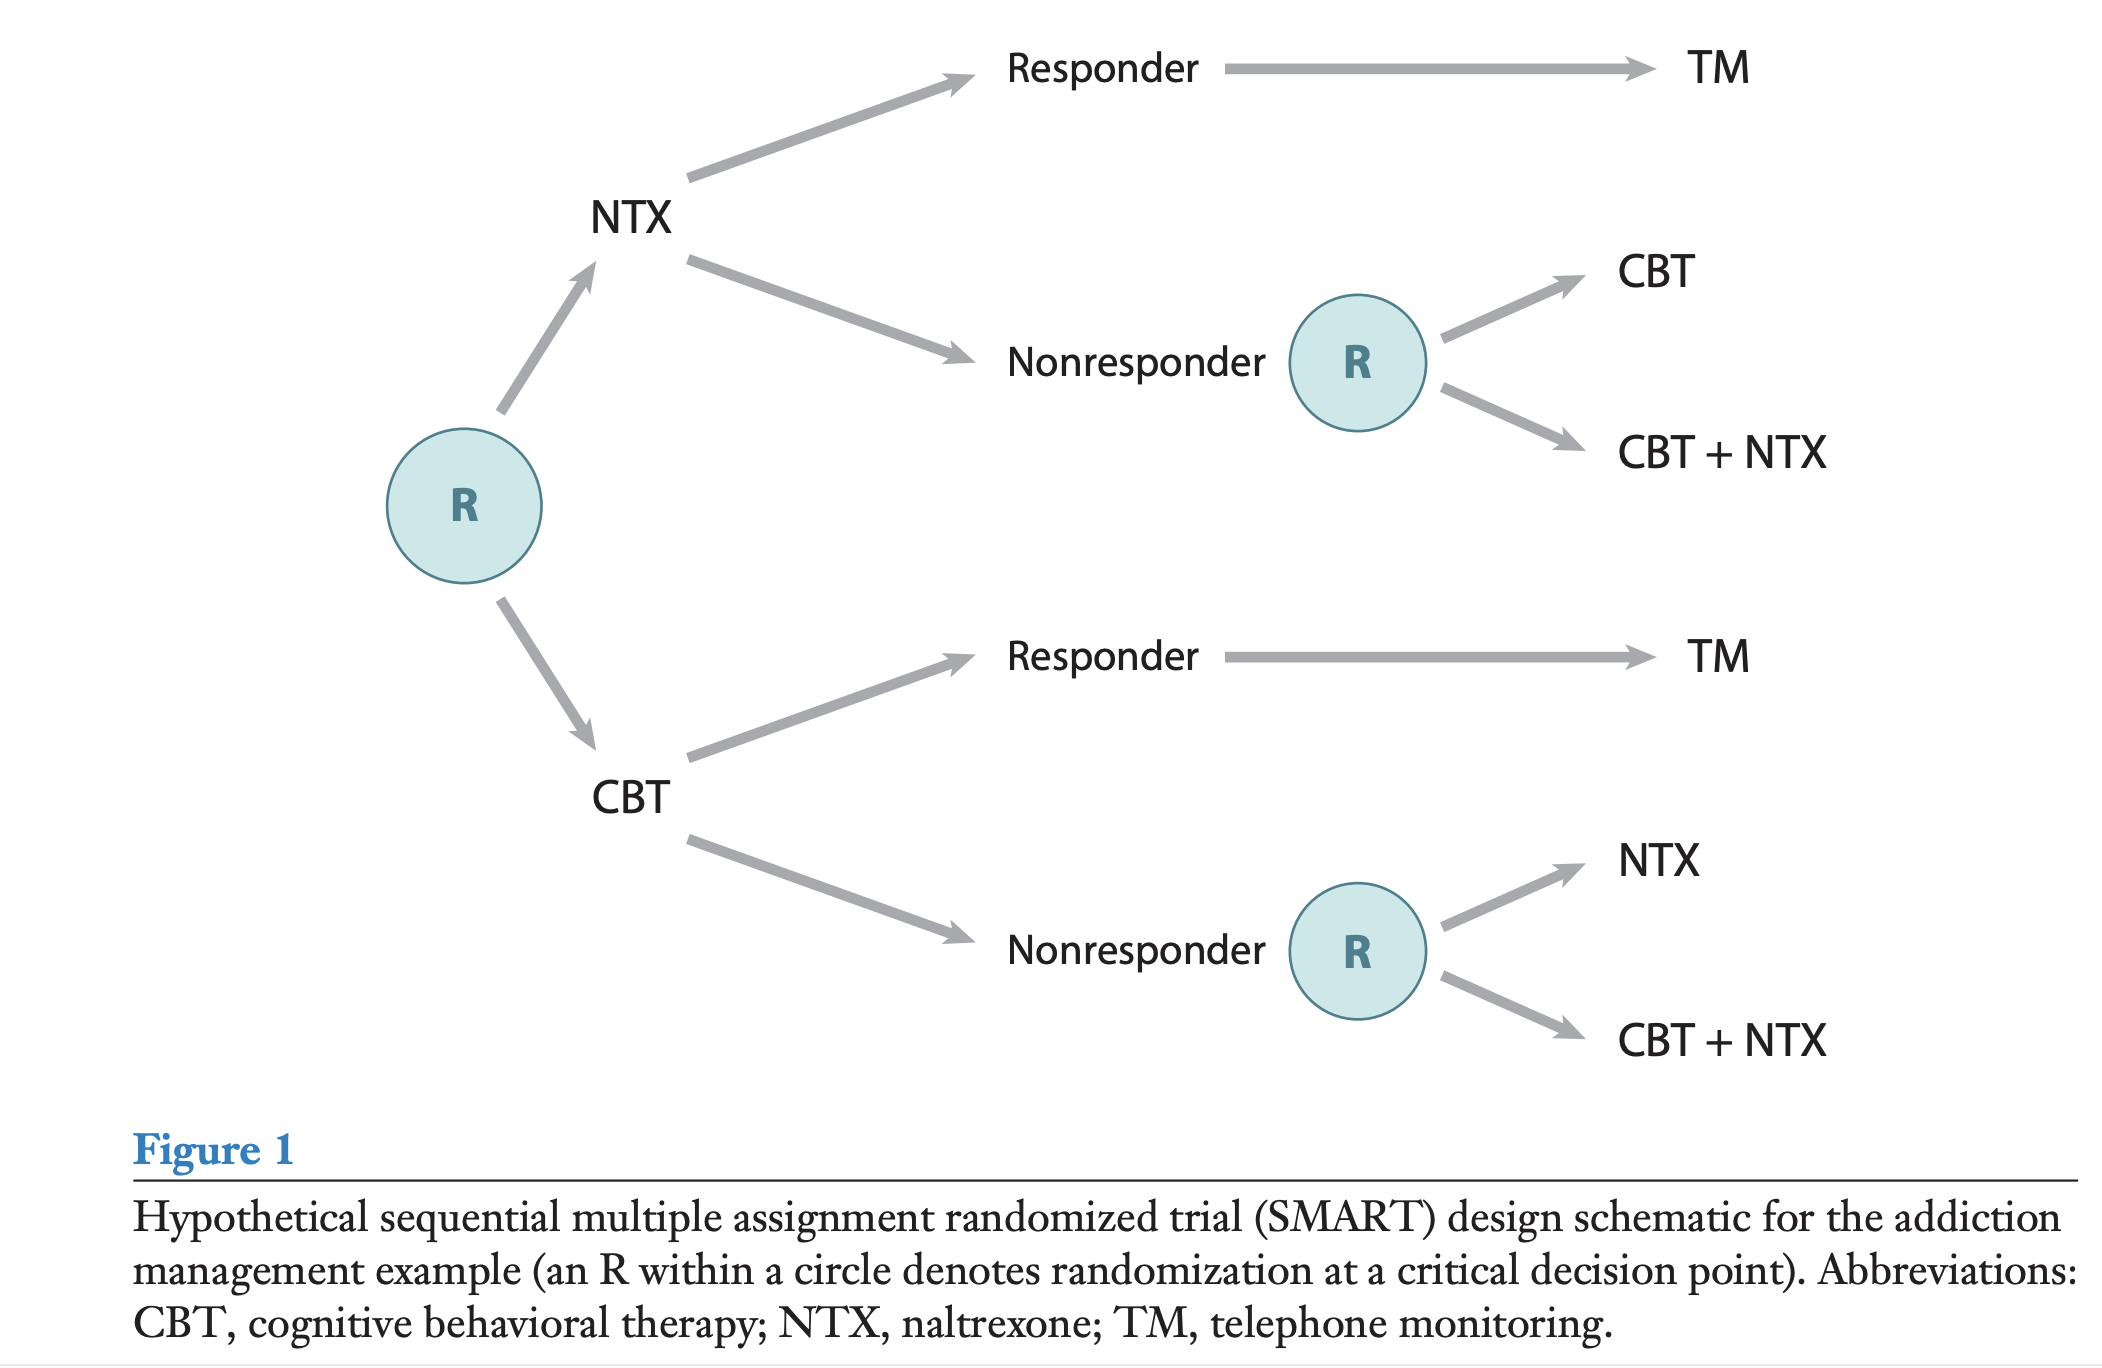 Responder
TM
NTX
CBT
Nonresponder
R
CBT + NTX
R
Responder
TM
CBT
NTX
Nonresponder
R
CBT + NTX
Figure 1
Hypothetical sequential multiple assignment randomized trial (SMART) design schematic for the addiction
management example (an R within a circle denotes randomization at a critical decision point). Abbreviations:
CBT, cognitive behavioral therapy; NTX, naltrexone; TM, telephone monitoring.